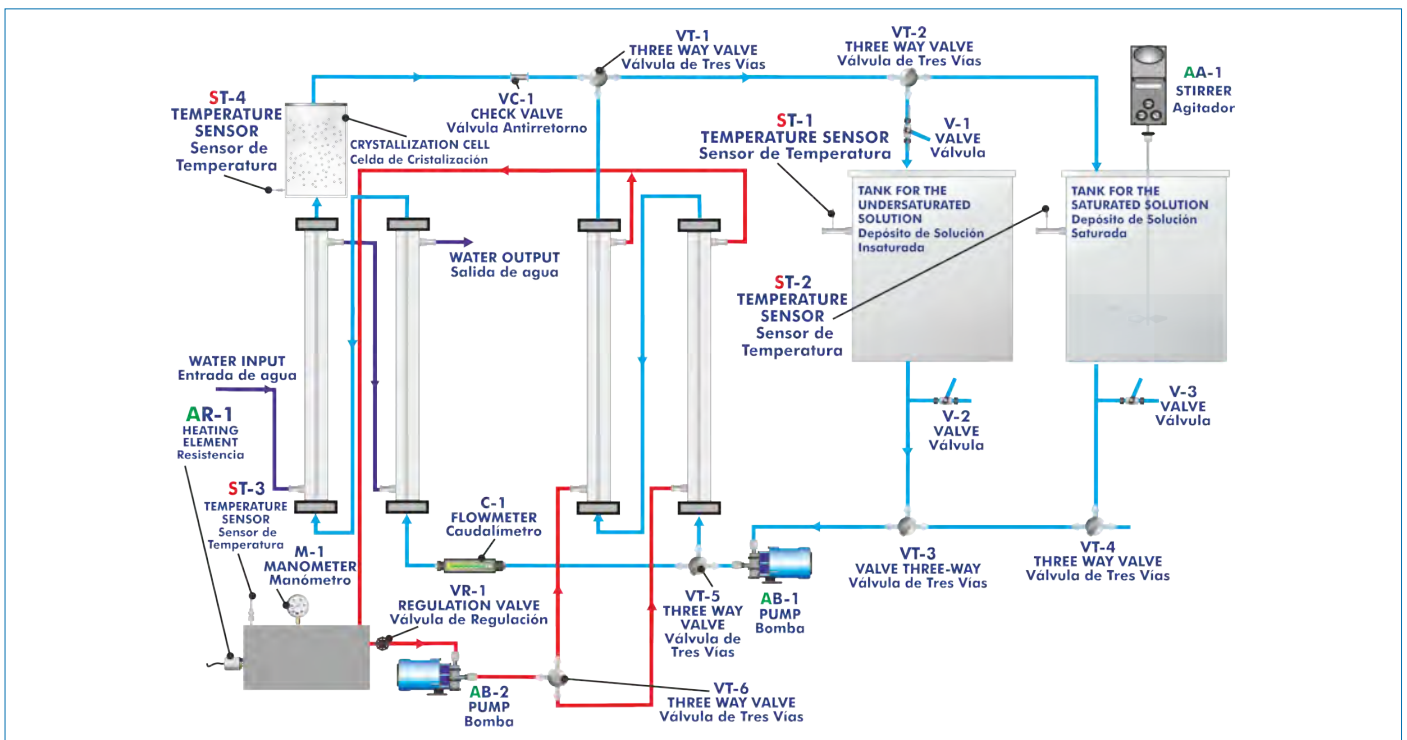 VT-1
THREE WAY VALVE
Válvula de Tres Vías
VT-2
THREE WAY VALVE
Válvula de Tres Vías
AA-1
STIRRER
Agitador
ST-4
TEMPERATURE
SENSOR
Sensor de
Temperatura
VC-1
CHECK VALVE
Válvula Antirretorno
CRYSTALLIZATION CELL
Celda de Cristalización
ST-1
TEMPERATURE SENSOR
Sensor de Temperatura
V-1
VALVE
Válvula
TANK FOR THE
UNDERSATURATED
SOLUTION
Depósito de Solución
Insaturada
TANK FOR THE
SATURATED SOLUTION
Depósito de Solución
Saturada
WATER OUTPUT
Salida de agua
ST-2
TEMPERATURE
SENSOR
Sensor de
Temperatura
WATER INPUT
Entrada de agua
AR-1
HEATING
ELEMENT
Resistencia
V-2
VALVE
Válvula
V-3
VALVE
Válvula
ST-3
TEMPERATURE
SENSOR
Sensor de
Temperatura
M-1
MANOMETER
Manómetro
C-1
FLOWMETER
Caudalímetro
VR-1
REGULATION VALVE
Válvula de Regulación
VT-5
THREE WAY
VALVE
Válvula de
Tres Vías
AB-1
PUMP
Bomba
VT-3
VALVE THREE-WAY
Válvula de Tres Vías
VT-4
THREE WAY VALVE
Válvula de Tres Vías
AB-2
PUMP
Bomba
VT-6
THREE WAY VALVE
Válvula de Tres Vías